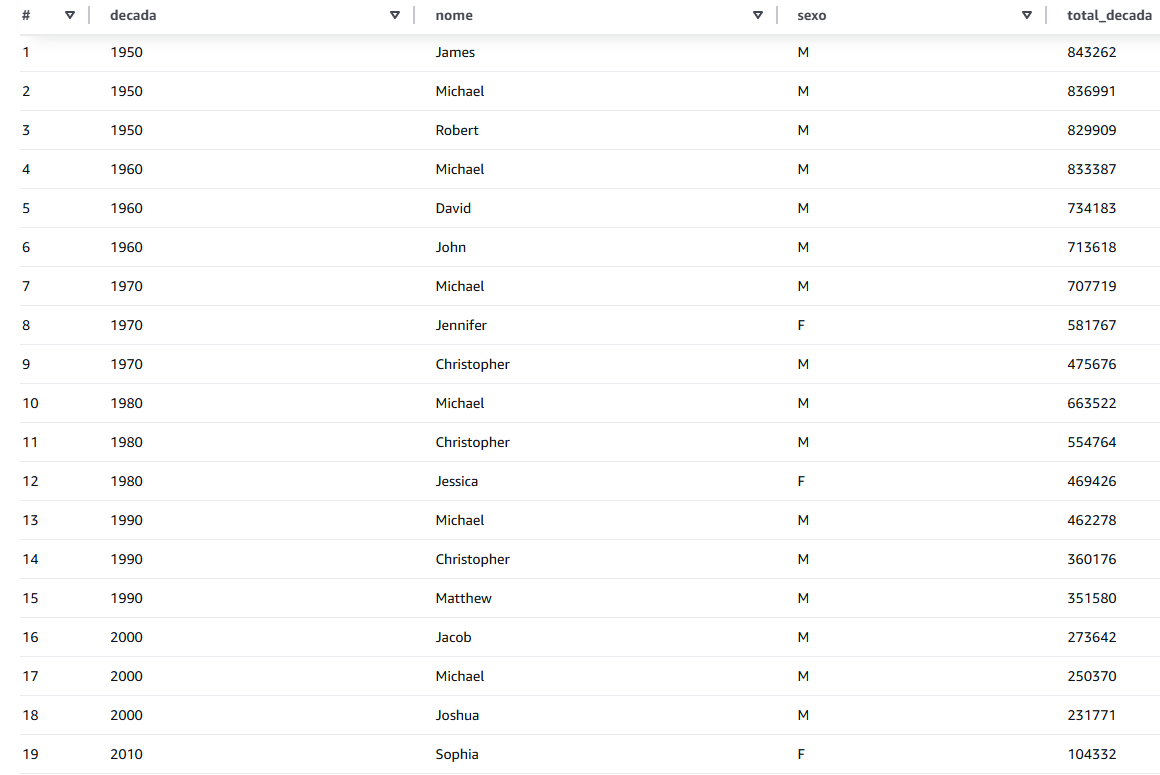 # decada nome sexo total_decada
1 1950 James M 843262
2 1950 Michael M 836991
3 1950 Robert M 829909
4 1960 Michael M 833387
5 1960 David M 734183
6 1960 John M 713618
7 1970 Michael M 707719
8 1970 Jennifer F 581767
9 1970 Christopher M 475676
10 1980 Michael M 663522
11 1980 Christopher M 554764
12 1980 Jessica F 469426
13 1990 Michael M 462278
14 1990 Christopher M 360176
15 1990 Matthew M 351580
16 2000 Jacob M 273642
17 2000 Michael M 250370
18 2000 Joshua M 231771
19 2010 Sophia F 104332